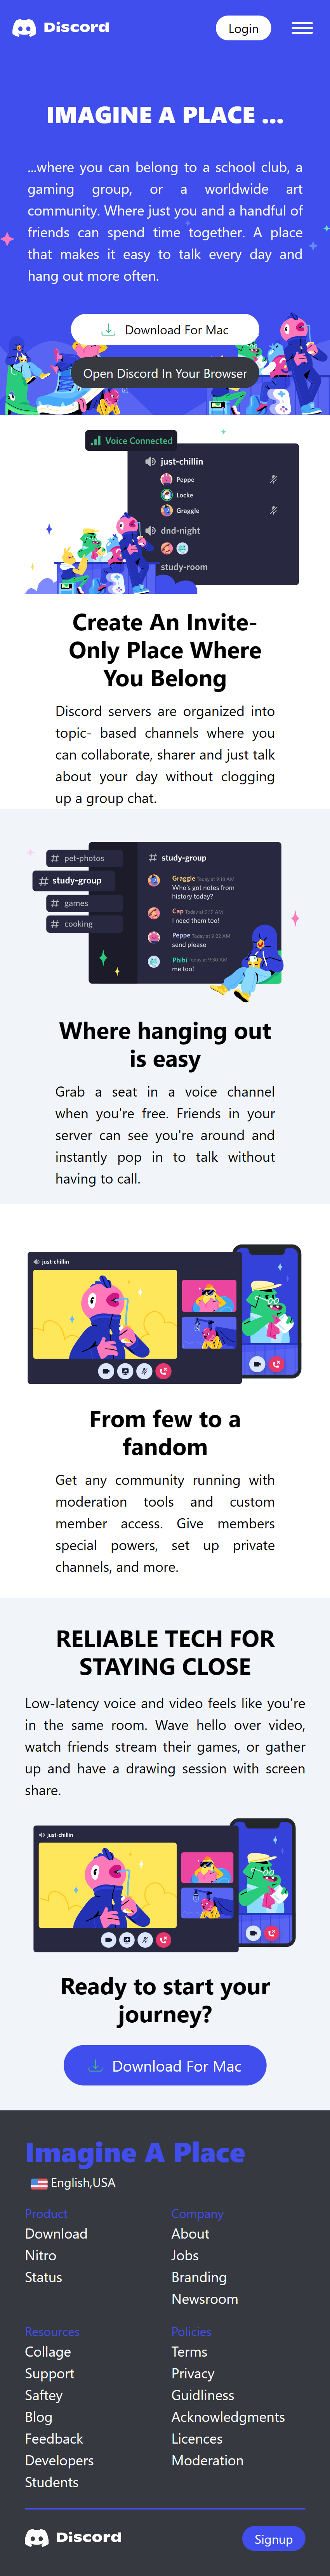 Discord
Login
IMAGINE A PLACE ...
...where you can belong to a school club, a
gaming group, or a worldwide art
community. Where just you and a handful of
friends can spend time together. A place
that makes it easy to talk every day and
hang out more often.
Download For Mac
Open Discord In Your Browser
Voice Connected
just-chillin
Peppe
Locke
Graggle
dnd-night
study-room
Create An Invite-
Only Place Where
You Belong
Discord servers are organized into
topic- based channels where you
can collaborate, sharer and just talk
about your day without clogging
up a group chat.
# pet-photos
# study-group
# games
# cooking
# study-group
Graggle Today at 9:18 AM
Who's got notes from
history today?
Cap Today at 9:19 AM
I need them too!
Peppe Today at 9:22 AM
send please
Phibi Today at 9:30 AM
me too!
Where hanging out
is easy
Grab a seat in a voice channel
when you're free. Friends in your
server can see you're around and
instantly pop in to talk without
having to call.
just-chillin
From few to a
fandom
Get any community running with
moderation tools and custom
member access. Give members
special powers, set up private
channels, and more.
RELIABLE TECH FOR
STAYING CLOSE
Low-latency voice and video feels like you're
in the same room. Wave hello over video,
watch friends stream their games, or gather
up and have a drawing session with screen
share.
just-chillin
Ready to start your
journey?
Download For Mac
Imagine A Place
English,USA
Product
Download
Nitro
Status
Company
About
Jobs
Branding
Newsroom
Resources
Collage
Support
Saftey
Blog
Feedback
Developers
Students
Policies
Terms
Privacy
Guidliness
Acknowledgments
Licences
Moderation
Discord
Signup